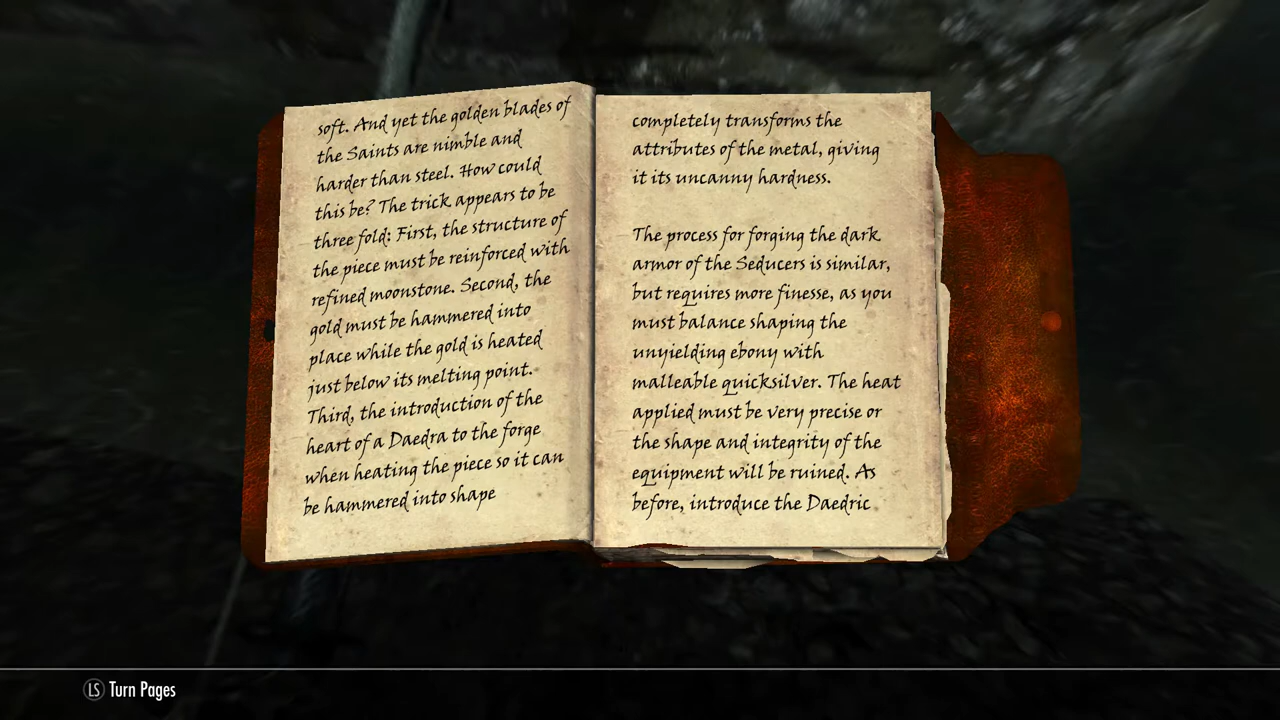 soft. And yet the golden blades of
the Saints are nimble and
harder than steel. How could
this be? The trick appears to be
three fold: First, the structure of
the piece must be reinforced with
refined moonstone. Second, the
gold must be hammered into
place while the gold is heated
just below its melting point.
Third, the introduction of the
heart of a Daedra to the forge
when heating the piece so it can
be hammered into shape
completely transforms the
attributes of the metal, giving
it its uncanny hardness.
The process for forging the dark
armor of the Seducers is similar,
but requires more finesse, as you
must balance shaping the
unyielding ebony with
malleable quicksilver. The heat
applied must be very precise or
the shape and integrity of the
equipment will be ruined. As
before, introduce the Daedric
LS Turn Pages